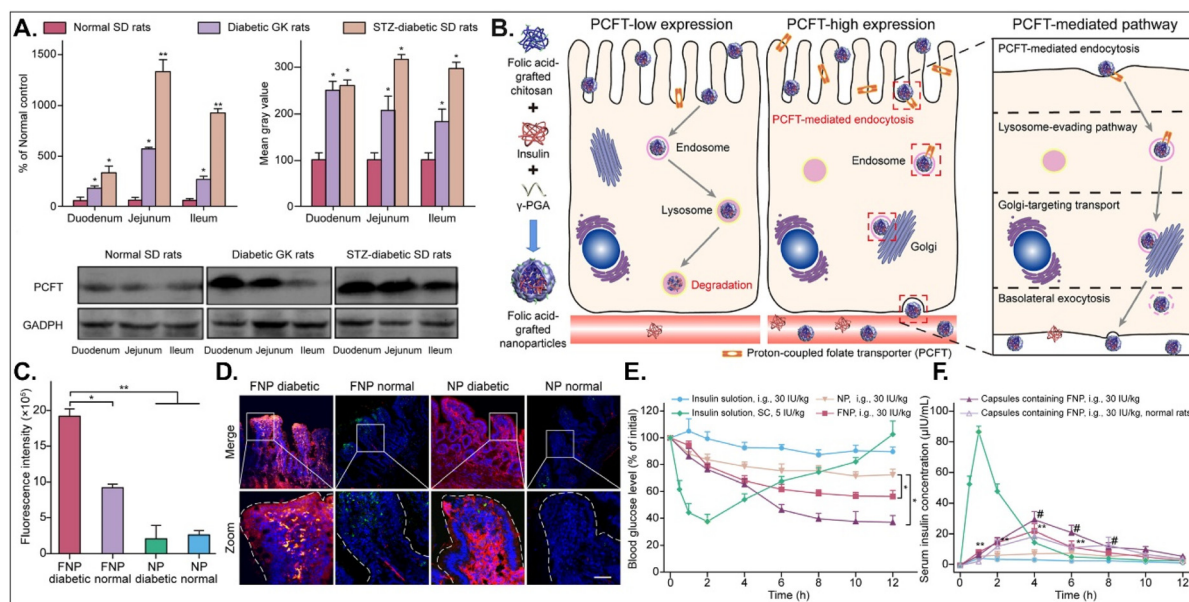 A.
Normal SD rats
Diabetic GK rats
STZ-diabetic SD rats
% of Normal control
1500
1000
500
0
Duodenum Jejunum Ileum
Mean gray value
400
300
200
100
0
Duodenum Jejunum Ileum
Normal SD rats Diabetic GK rats STZ-diabetic SD rats
PCFT
GADPH
Duodenum Jejunum Ileum Duodenum Jejunum Ileum Duodenum Jejunum Ileum
B.
Folic acid-
grafted
chitosan
+
Insulin
+
γ-PGA
Folic acid-
grafted
nanoparticles
PCFT-low expression
Endosome
Lysosome
Degradation
PCFT-high expression
PCFT-mediated endocytosis
Endosome
Golgi
Proton-coupled folate transporter (PCFT)
PCFT-mediated pathway
PCFT-mediated endocytosis
Lysosome-evading pathway
Golgi-targeting transport
Basolateral exocytosis
C.
Fluorescence intensity (×10⁶)
20
15
10
5
0
**
*
FNP diabetic
FNP normal
NP diabetic
NP normal
D.
FNP diabetic FNP normal NP diabetic NP normal
Merge
Zoom
E.
Insulin sulotion, i.g., 30 IU/kg
Insulin solution, SC, 5 IU/kg
NP, i.g., 30 IU/kg
FNP, i.g., 30 IU/kg
Blood glucose level (% of initial)
120
100
80
60
40
20
0
0 2 4 6 8 10 12
Time (h)
F.
Capsules containing FNP, i.g., 30 IU/kg
Capsules containing FNP, i.g., 30 IU/kg, normal rats
Serum insulin concentration (μIU/mL)
100
80
60
40
20
0
0 2 4 6 8 10 12
Time (h)